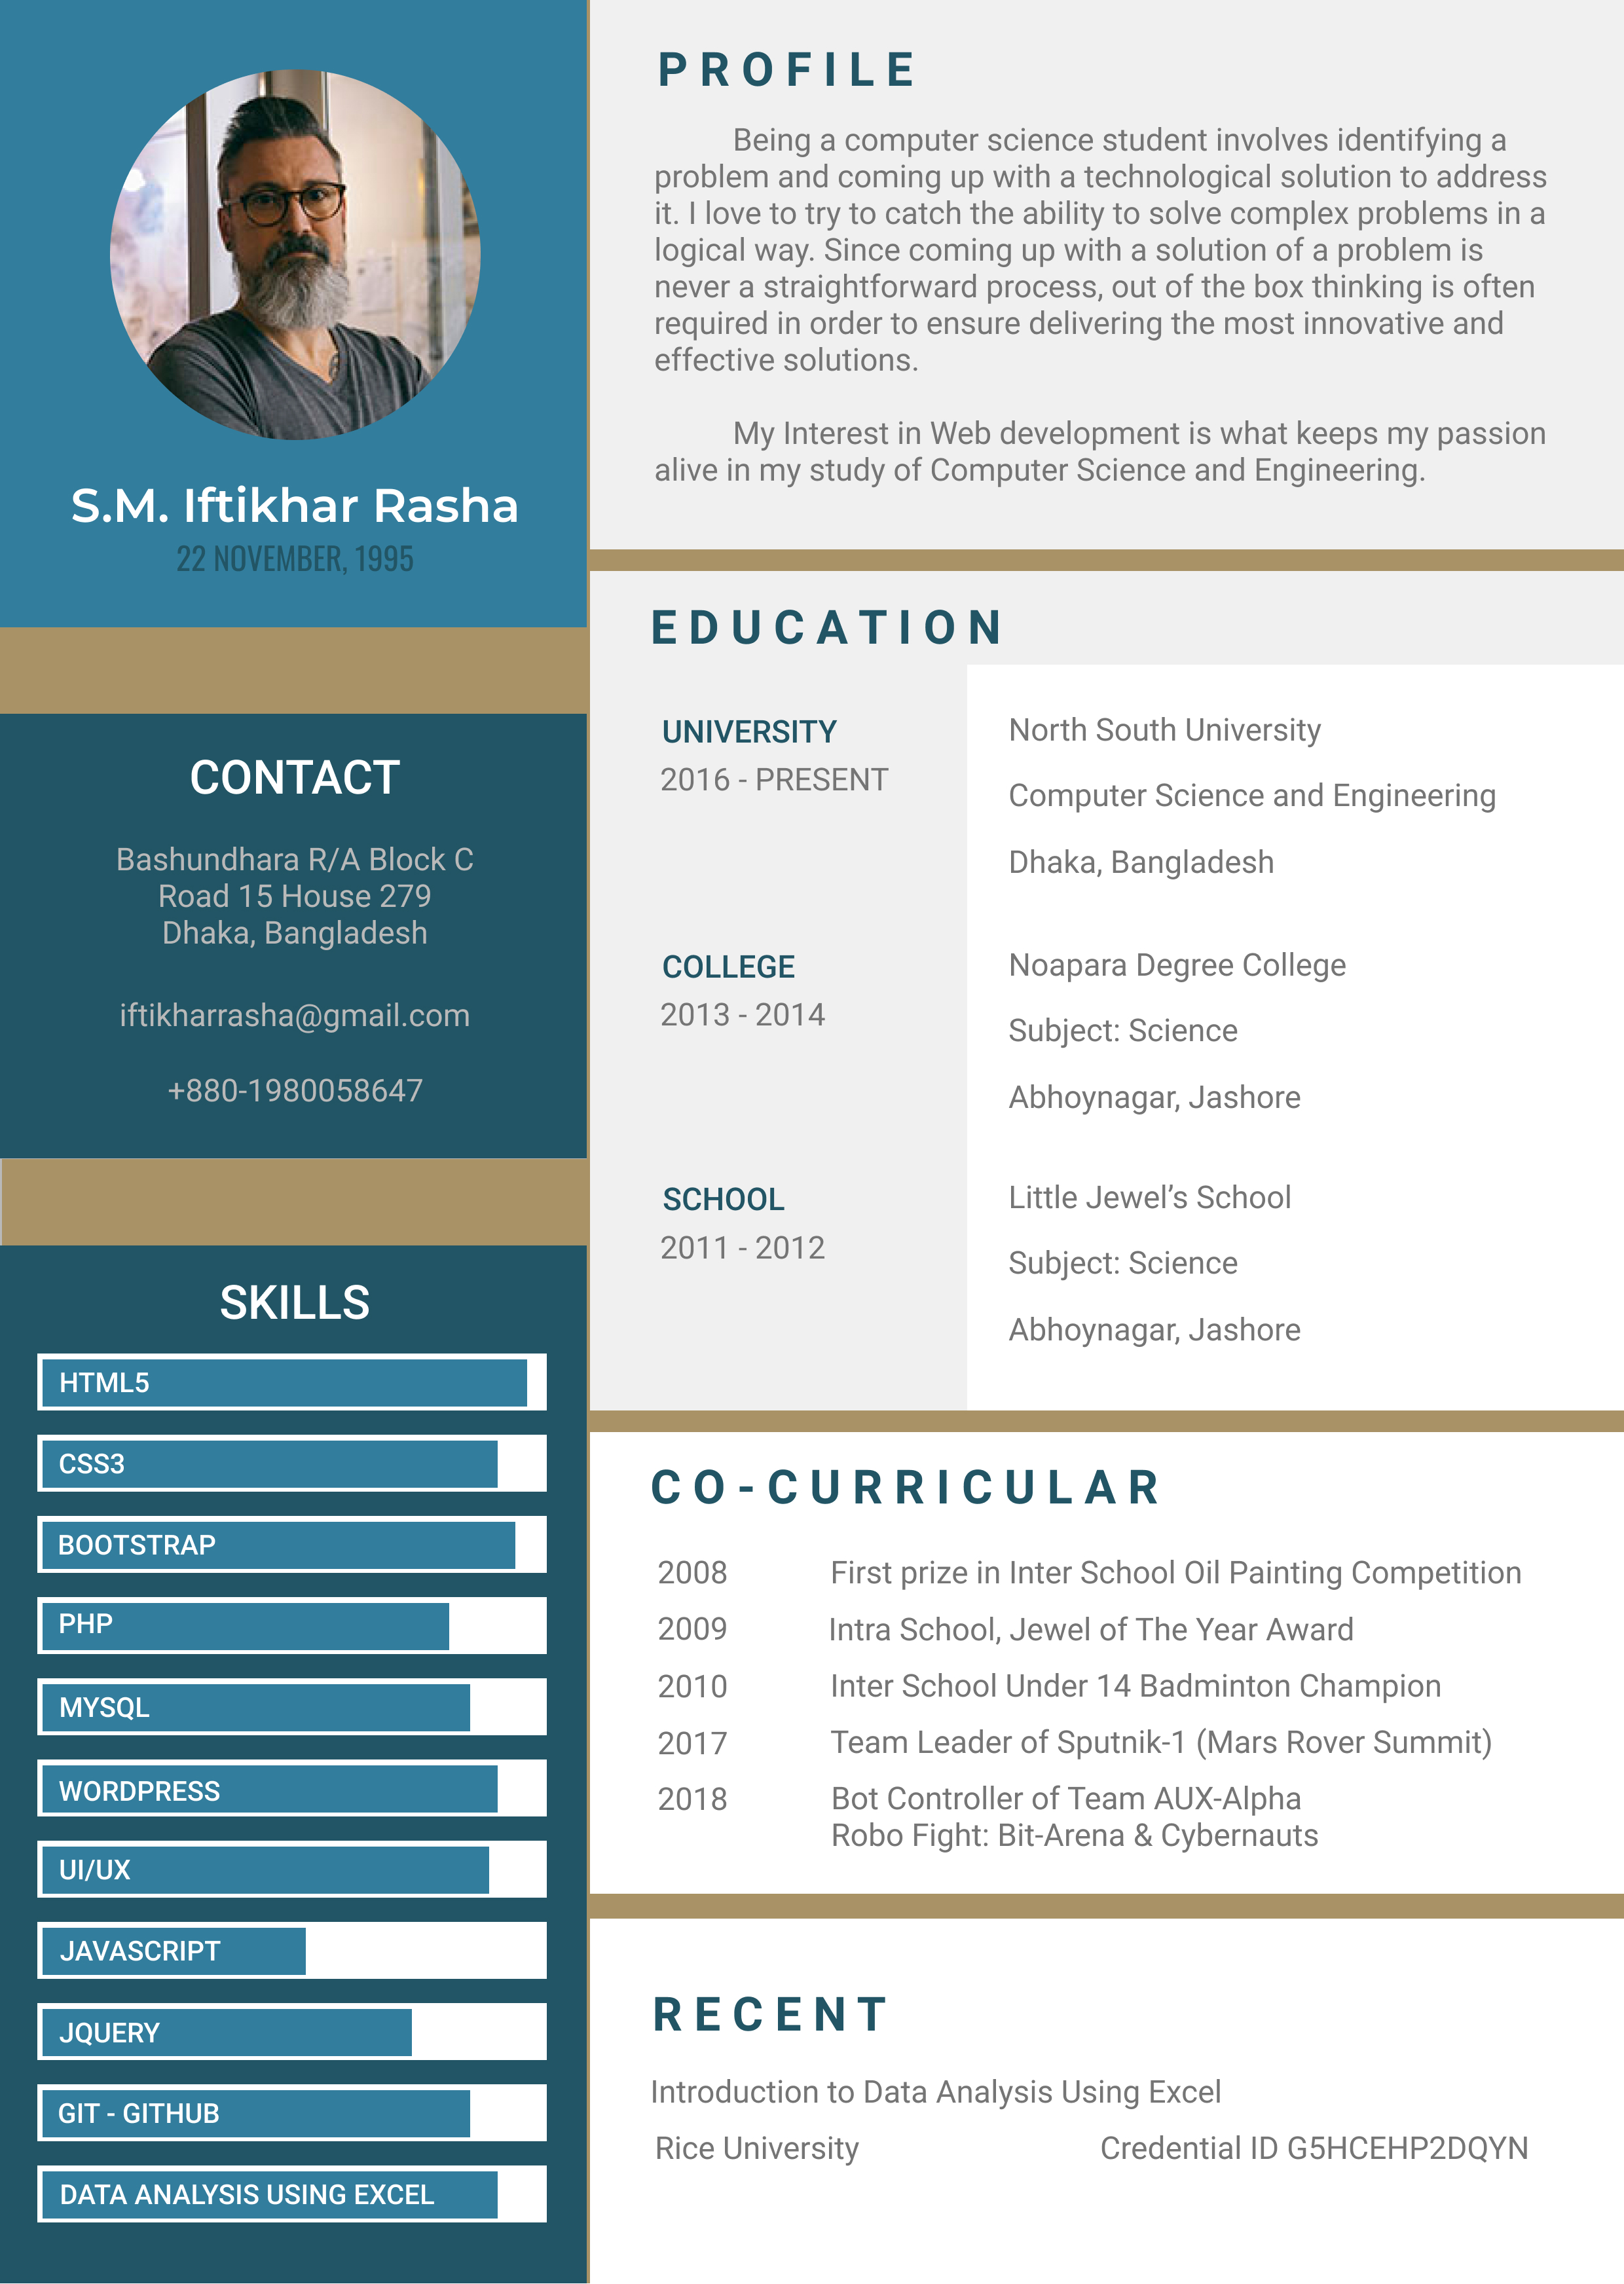 S.M. Iftikhar Rasha
22 NOVEMBER, 1995
CONTACT
Bashundhara R/A Block C
Road 15 House 279
Dhaka, Bangladesh
iftikharrasha@gmail.com
+880-1980058647
SKILLS
HTML5
CSS3
BOOTSTRAP
PHP
MYSQL
WORDPRESS
UI/UX
JAVASCRIPT
JQUERY
GIT - GITHUB
DATA ANALYSIS USING EXCEL
PROFILE
Being a computer science student involves identifying a
problem and coming up with a technological solution to address
it. I love to try to catch the ability to solve complex problems in a
logical way. Since coming up with a solution of a problem is
never a straightforward process, out of the box thinking is often
required in order to ensure delivering the most innovative and
effective solutions.
My Interest in Web development is what keeps my passion
alive in my study of Computer Science and Engineering.
EDUCATION
UNIVERSITY
2016 - PRESENT
North South University
Computer Science and Engineering
Dhaka, Bangladesh
COLLEGE
2013 - 2014
Noapara Degree College
Subject: Science
Abhoynagar, Jashore
SCHOOL
2011 - 2012
Little Jewel’s School
Subject: Science
Abhoynagar, Jashore
CO-CURRICULAR
2008 First prize in Inter School Oil Painting Competition
2009 Intra School, Jewel of The Year Award
2010 Inter School Under 14 Badminton Champion
2017 Team Leader of Sputnik-1 (Mars Rover Summit)
2018 Bot Controller of Team AUX-Alpha
Robo Fight: Bit-Arena & Cybernauts
RECENT
Introduction to Data Analysis Using Excel
Rice University Credential ID G5HCEHP2DQYN